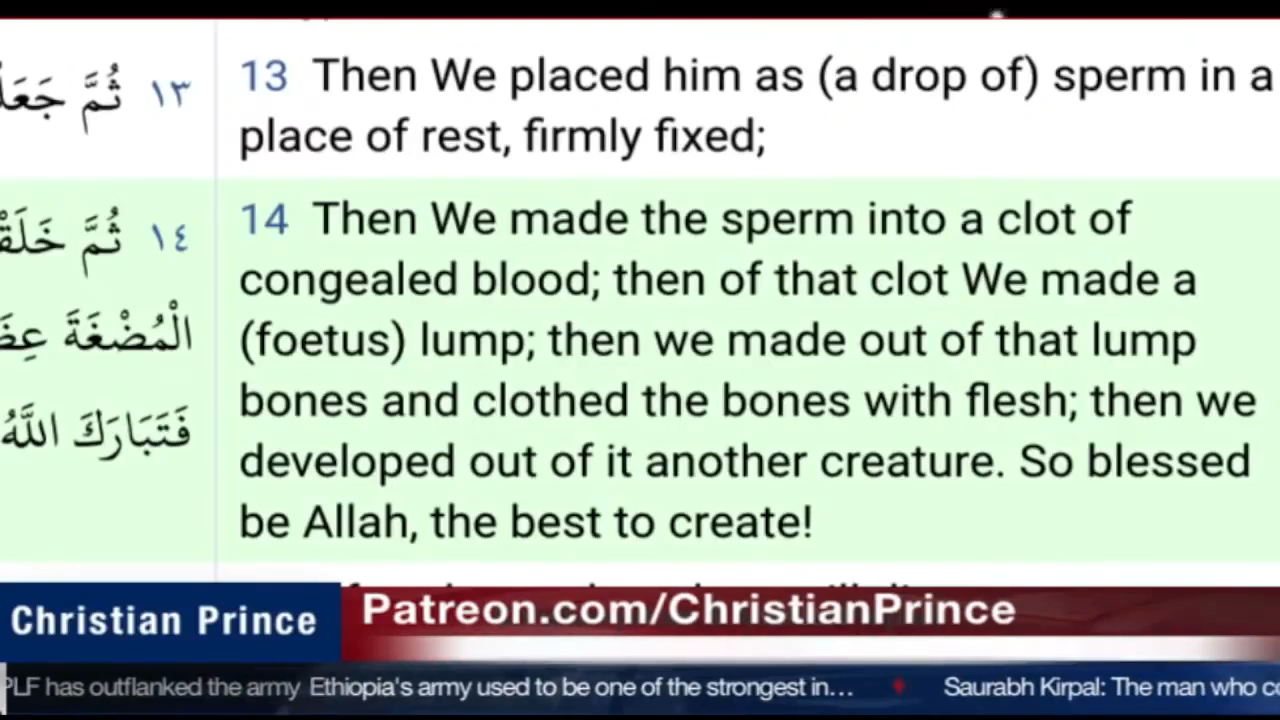 13 Then We placed him as (a drop of) sperm in a
place of rest, firmly fixed;
١٣ ثُمَّ
14 Then We made the sperm into a clot of
congealed blood; then of that clot We made a
(foetus) lump; then we made out of that lump
bones and clothed the bones with flesh; then we
developed out of it another creature. So blessed
be Allah, the best to create!
١٤ ثُمَّ
الْمُضْغَةَ
فَتَبَارَكَ اللَّهُ
Christian Prince
Patreon.com/ChristianPrince
PLF has outflanked the army Ethiopia's army used to be one of the strongest in... Saurabh Kirpal: The man who